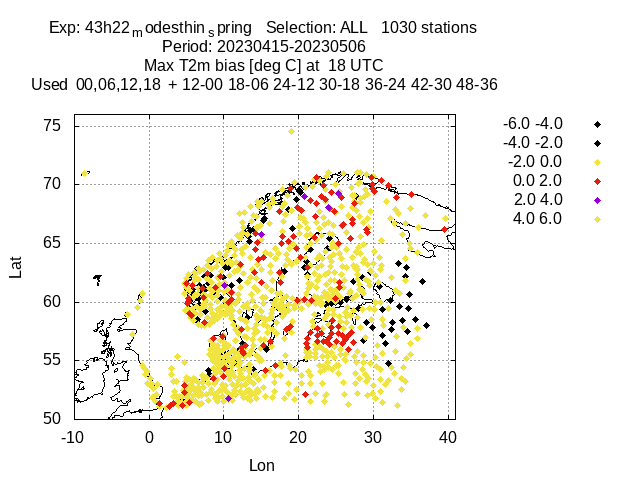 Exp: 43h22modesthinspring   Selection: ALL   1030 stations
Period: 20230415-20230506
Max T2m bias [deg C] at  18 UTC
Used  00,06,12,18  + 12-00 18-06 24-12 30-18 36-24 42-30 48-36
-6.0 -4.0
-4.0 -2.0
-2.0 0.0
0.0 2.0
2.0 4.0
4.0 6.0
75
70
65
60
55
50
Lat
-10 0 10 20 30 40
Lon